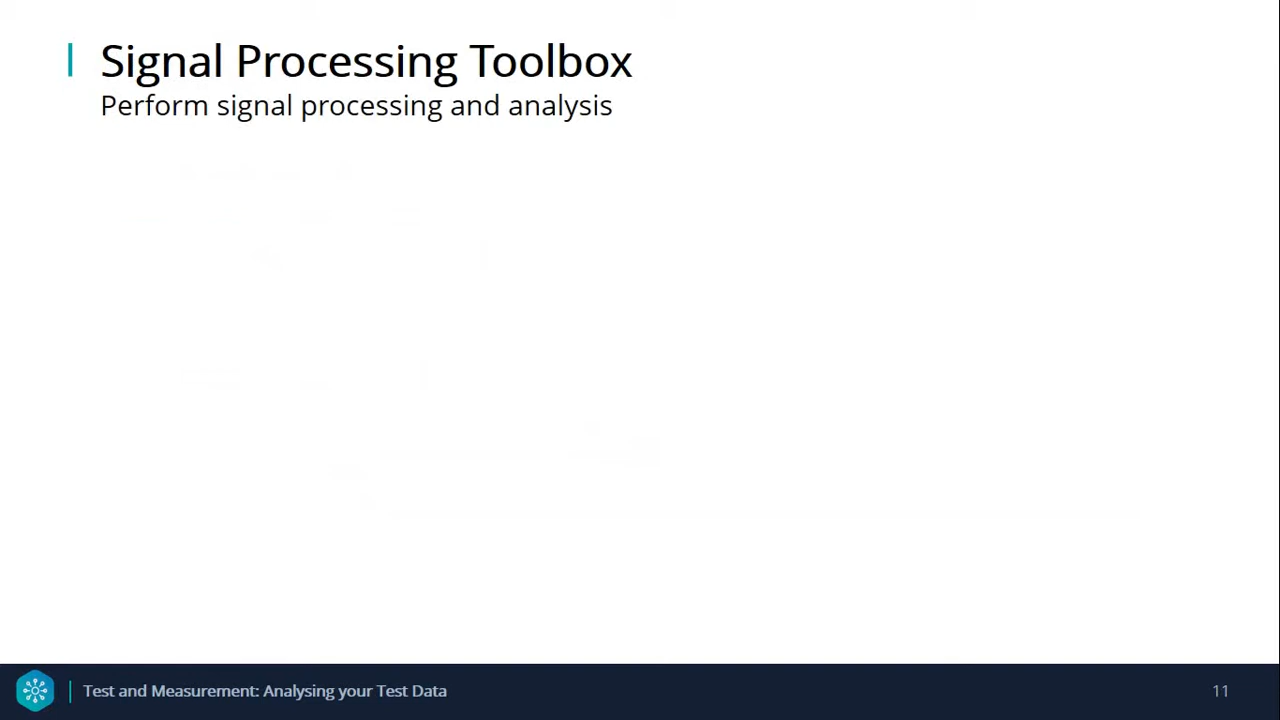 Signal Processing Toolbox
Perform signal processing and analysis
Test and Measurement: Analysing your Test Data
11